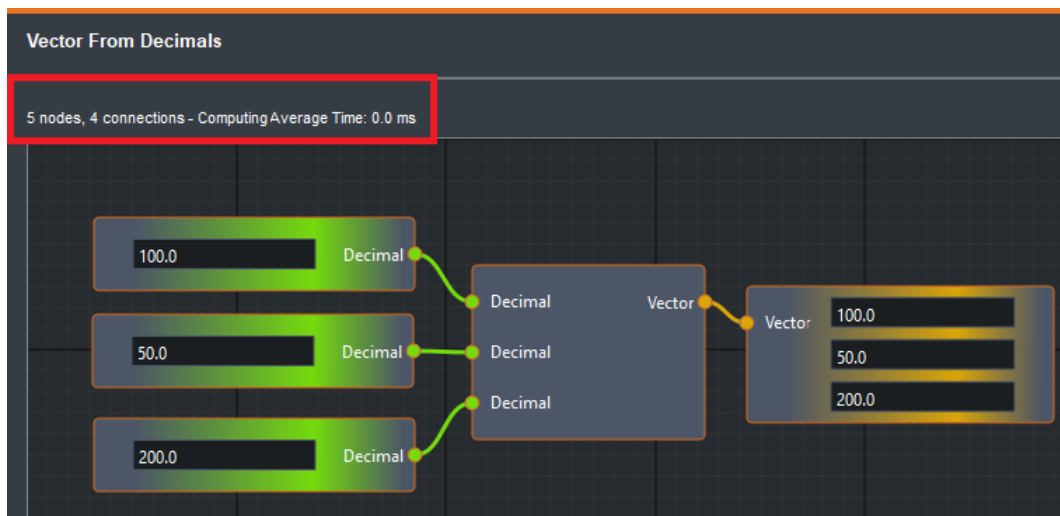 Vector From Decimals
5 nodes, 4 connections - Computing Average Time: 0.0 ms
100.0 Decimal
50.0 Decimal
200.0 Decimal
Decimal Vector
Decimal
Decimal
Vector 100.0
50.0
200.0